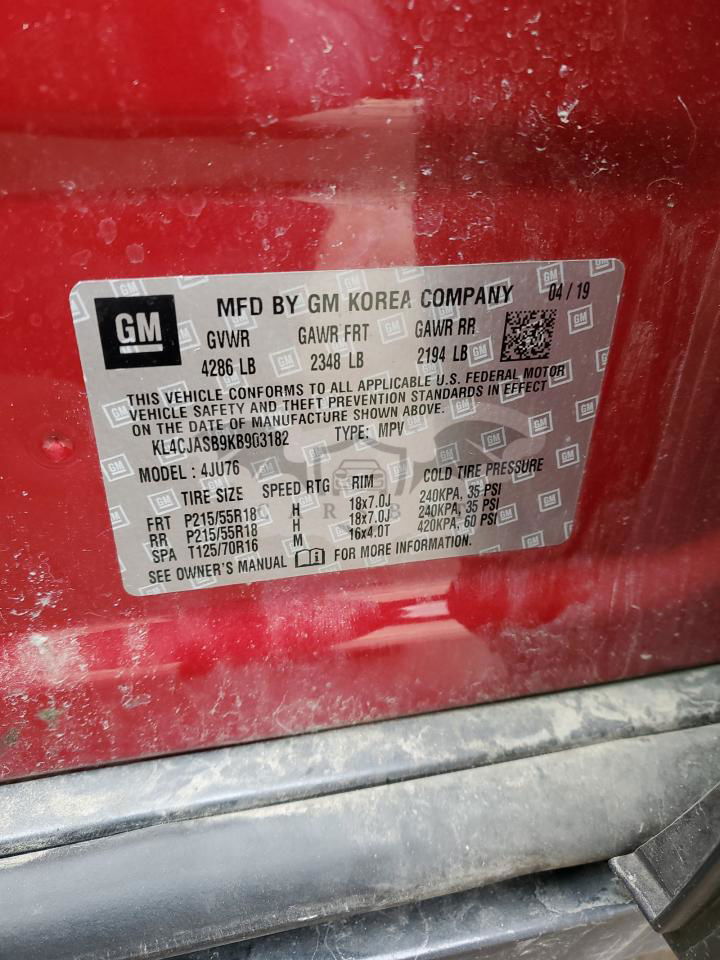 GM
MFD BY GM KOREA COMPANY 04 / 19
GVWR GAWR FRT GAWR RR
4286 LB 2348 LB 2194 LB
THIS VEHICLE CONFORMS TO ALL APPLICABLE U.S. FEDERAL MOTOR
VEHICLE SAFETY AND THEFT PREVENTION STANDARDS IN EFFECT
ON THE DATE OF MANUFACTURE SHOWN ABOVE.
KL4CJASB9KB903182 TYPE: MPV
MODEL: 4JU76
TIRE SIZE SPEED RTG RIM COLD TIRE PRESSURE
FRT P215/55R18 H 18x7.0J 240KPA, 35 PSI
RR P215/55R18 H 18x7.0J 240KPA, 35 PSI
SPA T125/70R16 M 16x4.0T 420KPA, 60 PSI
SEE OWNER'S MANUAL FOR MORE INFORMATION.